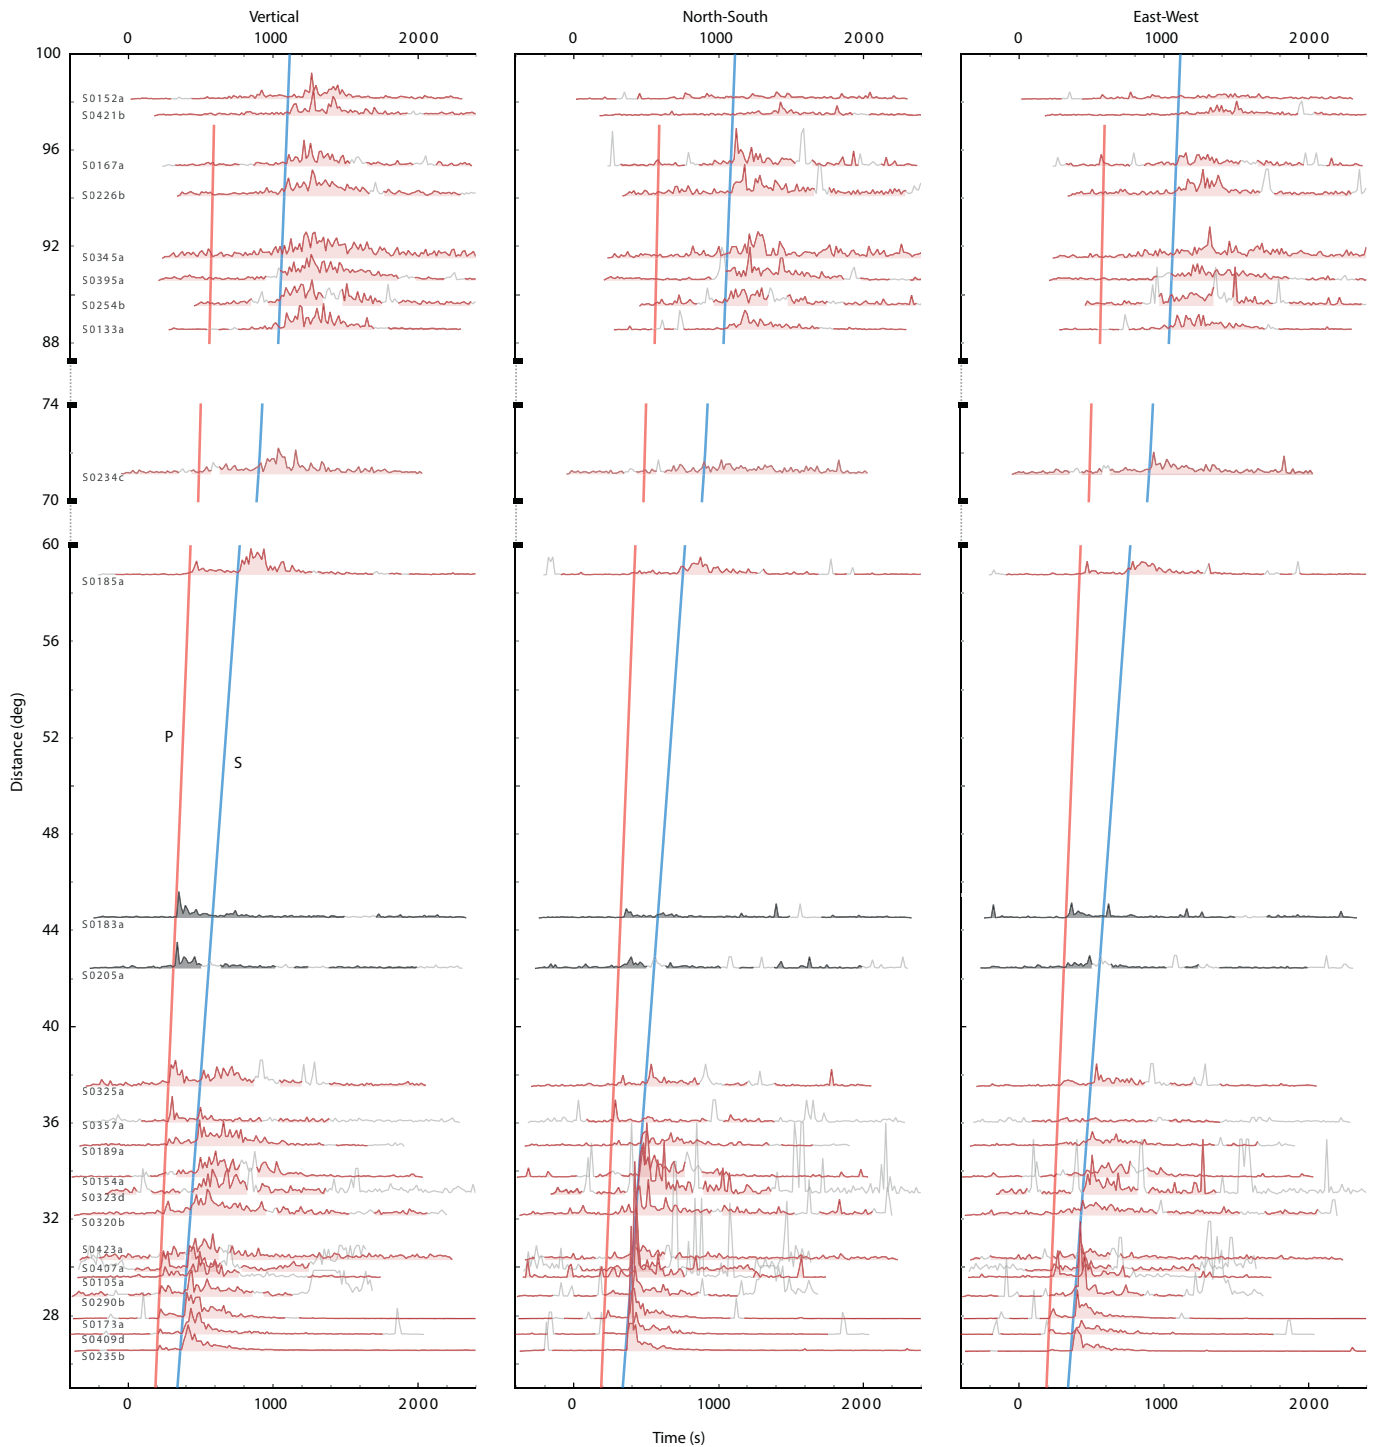 Vertical North-South East-West
0 1000 2000 0 1000 2000 0 1000 2000
100
S0152a
S0421b
96
S0167a
S0226b
92
S0345a
S0395a
S0254b
S0133a
88
74
S0234c
70
60
S0185a
56
52
P
S
48
S0183a
44
S0205a
40
S0325a
36
S0357a
S0189a
S0154a
S0323d
32
S0320b
S0423a
S0407a
S0105a
S0290b
28
S0173a
S0409d
S0235b
Distance (deg)
0 1000 2000 0 1000 2000 0 1000 2000
Time (s)